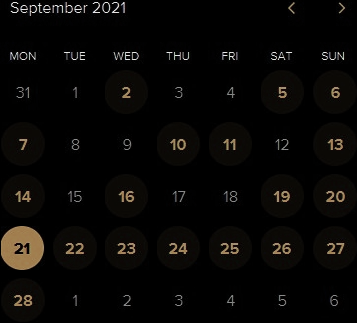 September 2021
MON TUE WED THU FRI SAT SUN
31 1 2 3 4 5 6
7 8 9 10 11 12 13
14 15 16 17 18 19 20
21 22 23 24 25 26 27
28 1 2 3 4 5 6